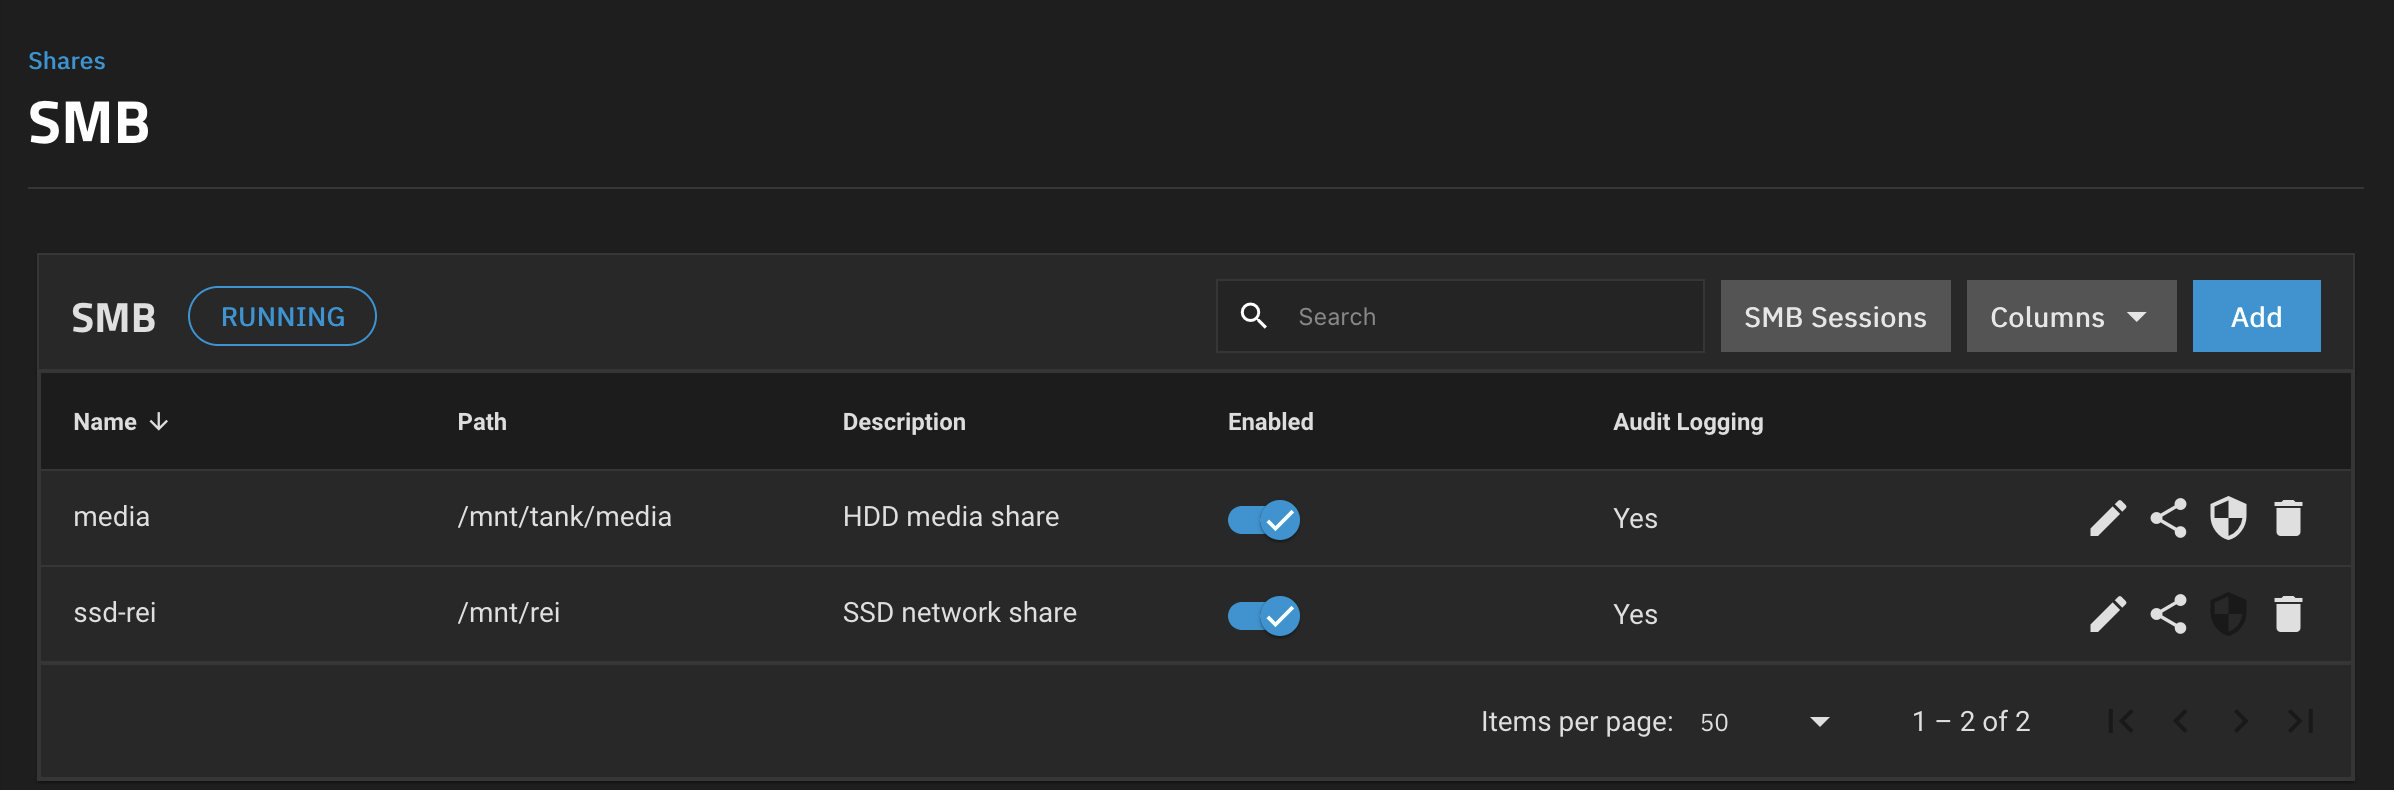 Shares
SMB
SMB RUNNING Search SMB Sessions Columns Add
Name Path Description Enabled Audit Logging
media /mnt/tank/media HDD media share Yes
ssd-rei /mnt/rei SSD network share Yes
Items per page: 50 1 – 2 of 2